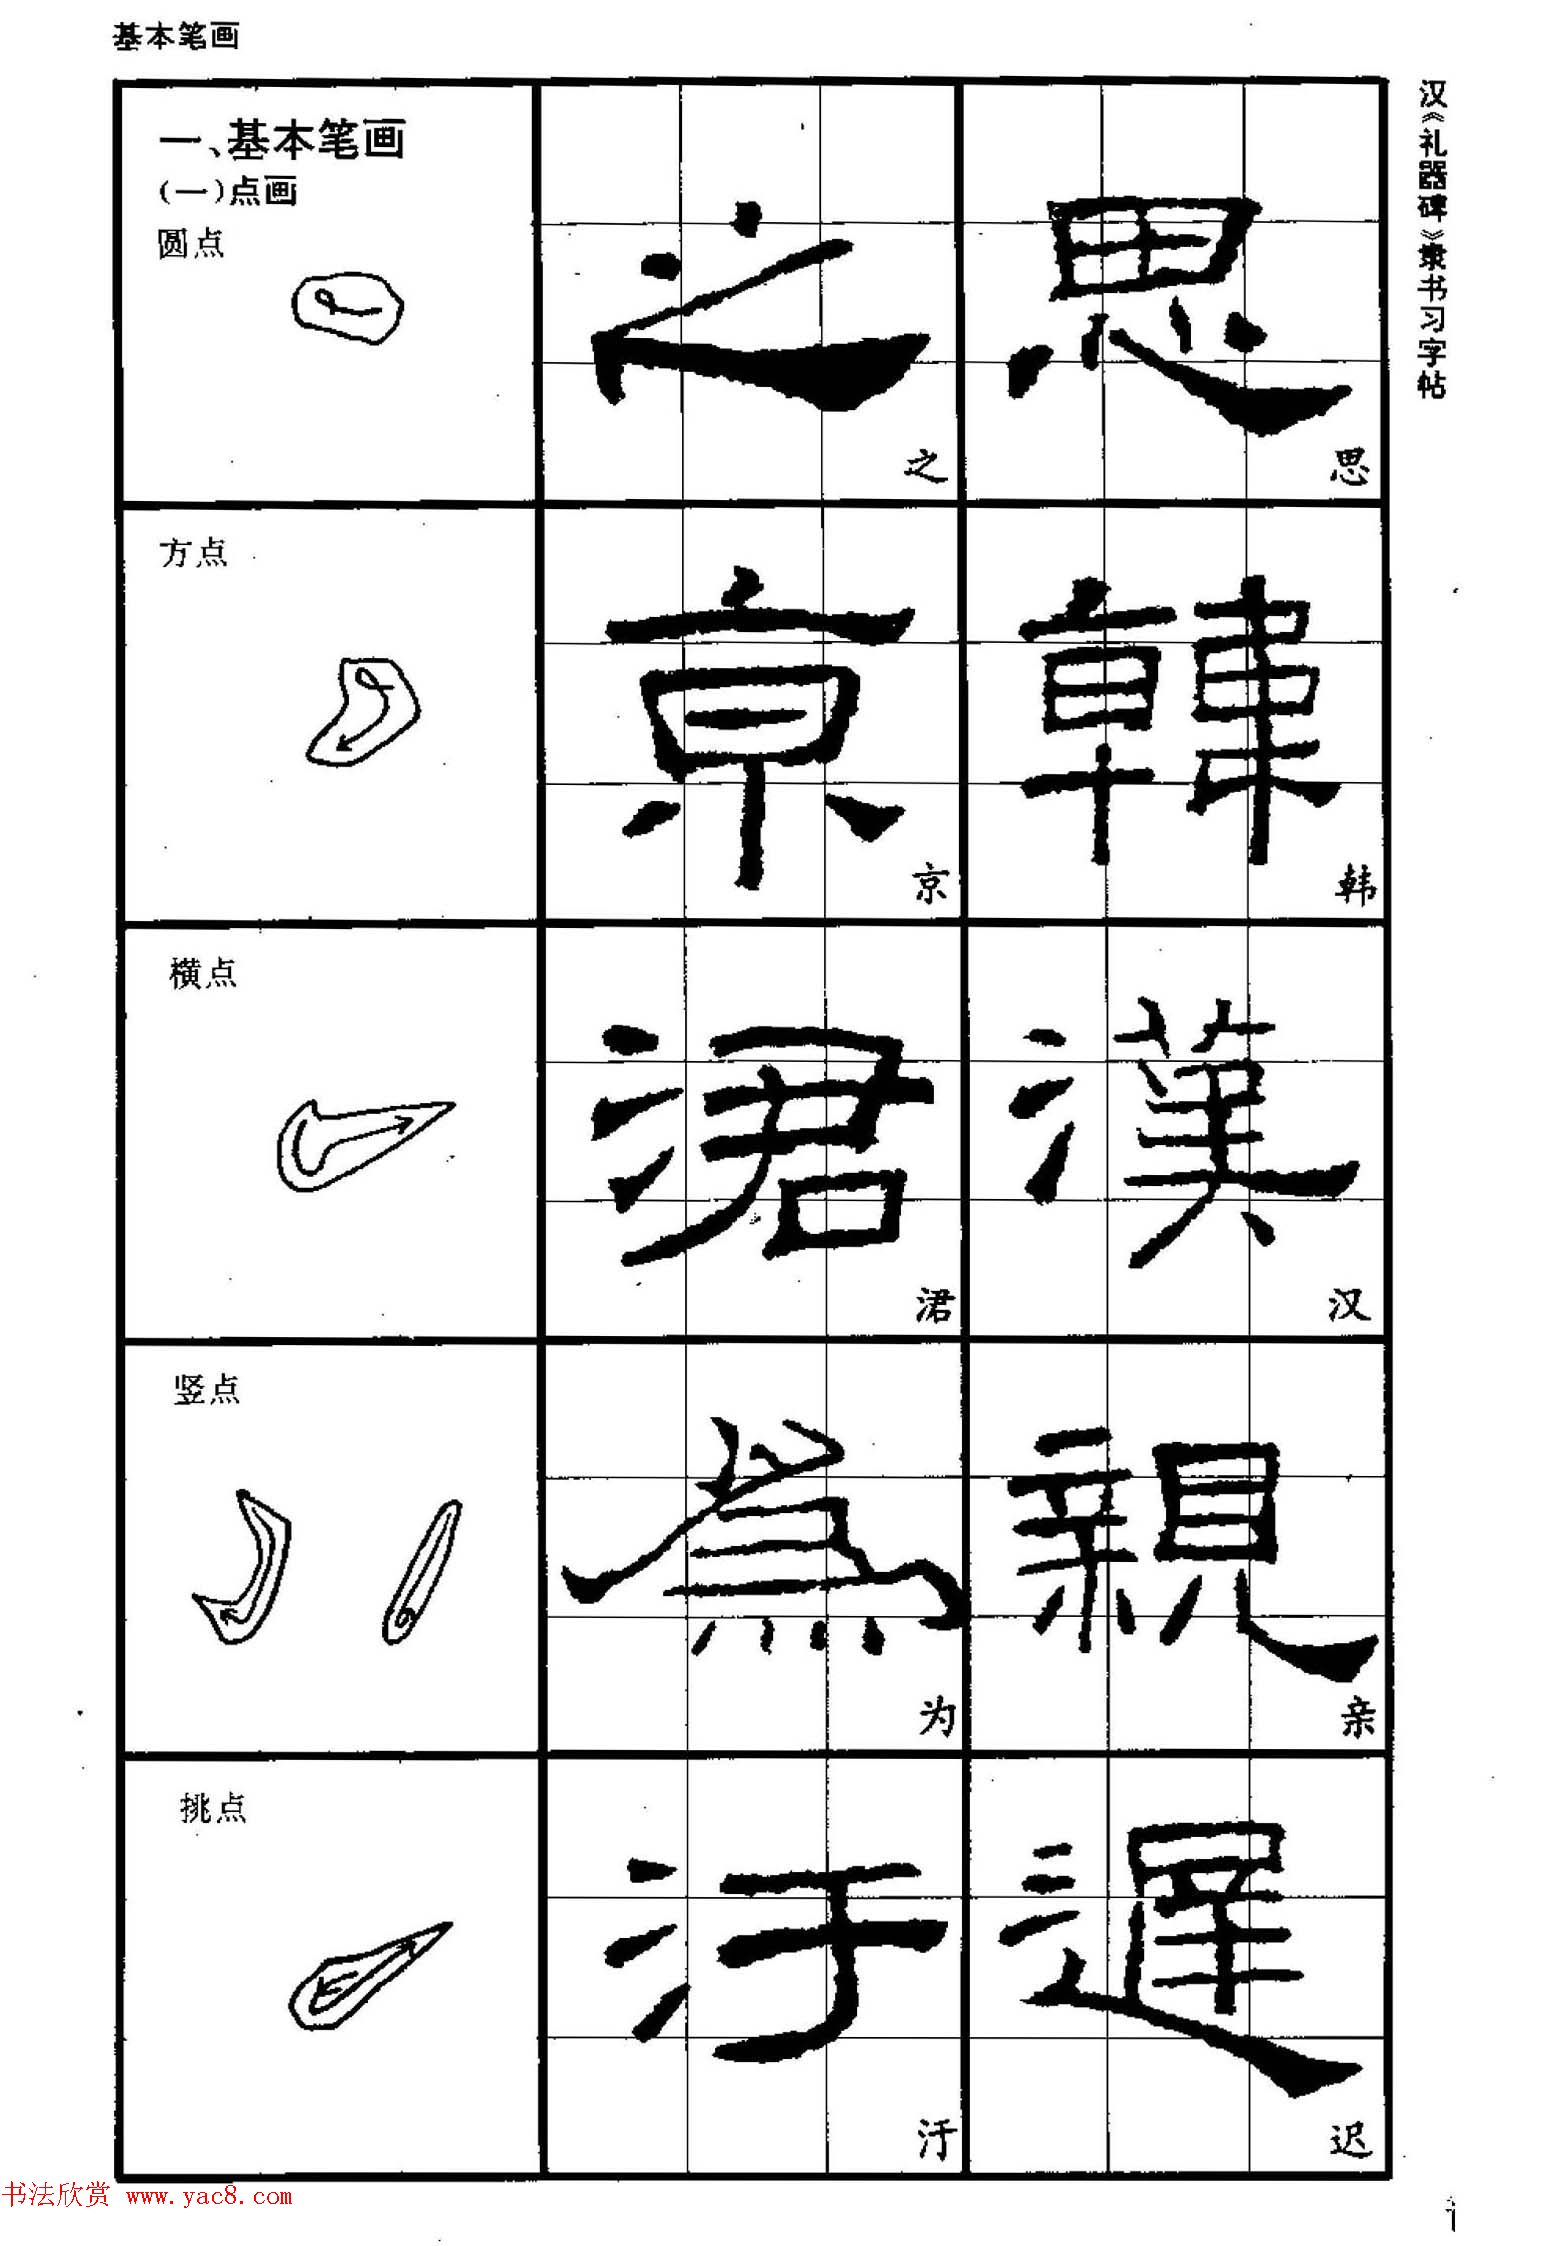 基本笔画
汉《礼器碑》隶书习字帖
一、基本笔画
(一)点画
圆点
之 之
思 思
方点
京 京
韓 韩
横点
涒 涒
漢 汉
竖点
為 为
親 亲
挑点
汙 汙
遲 迟
书法欣赏 www.yac8.com
1